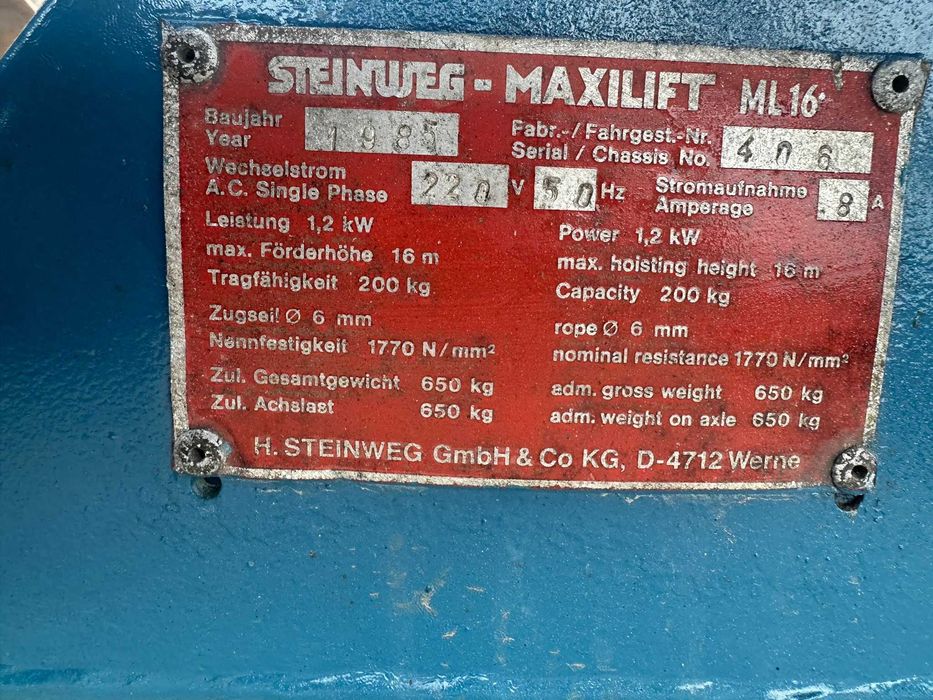 STEINWEG - MAXILIFT ML16
Baujahr 1985 Fabr.-/Fahrgest.-Nr. 406
Year Serial / Chassis No.
Wechselstrom 220 V 50 Hz Stromaufnahme 8 A
A.C. Single Phase Amperage
Leistung 1,2 kW Power 1,2 kW
max. Förderhöhe 16 m max. hoisting height 16 m
Tragfähigkeit 200 kg Capacity 200 kg
Zugseil Ø 6 mm rope Ø 6 mm
Nennfestigkeit 1770 N/mm² nominal resistance 1770 N/mm²
Zul. Gesamtgewicht 650 kg adm. gross weight 650 kg
Zul. Achslast 650 kg adm. weight on axle 650 kg
H. STEINWEG GmbH & Co KG, D-4712 Werne